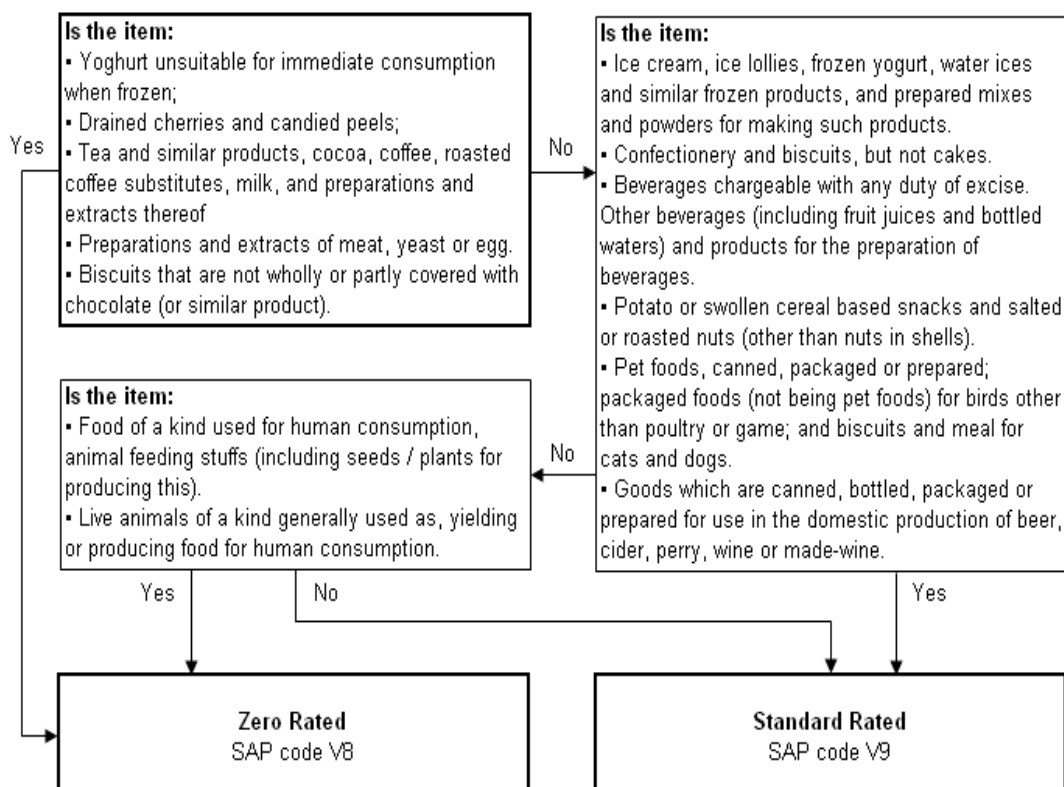 Is the item:
▪ Yoghurt unsuitable for immediate consumption
when frozen;
▪ Drained cherries and candied peels;
▪ Tea and similar products, cocoa, coffee, roasted
coffee substitutes, milk, and preparations and
extracts thereof
▪ Preparations and extracts of meat, yeast or egg.
▪ Biscuits that are not wholly or partly covered with
chocolate (or similar product).
Yes
No
Is the item:
▪ Ice cream, ice lollies, frozen yogurt, water ices
and similar frozen products, and prepared mixes
and powders for making such products.
▪ Confectionery and biscuits, but not cakes.
▪ Beverages chargeable with any duty of excise.
Other beverages (including fruit juices and bottled
waters) and products for the preparation of
beverages.
▪ Potato or swollen cereal based snacks and salted
or roasted nuts (other than nuts in shells).
▪ Pet foods, canned, packaged or prepared;
packaged foods (not being pet foods) for birds other
than poultry or game; and biscuits and meal for
cats and dogs.
▪ Goods which are canned, bottled, packaged or
prepared for use in the domestic production of beer,
cider, perry, wine or made-wine.
No
Is the item:
▪ Food of a kind used for human consumption,
animal feeding stuffs (including seeds / plants for
producing this).
▪ Live animals of a kind generally used as, yielding
or producing food for human consumption.
Yes
No
Yes
Zero Rated
SAP code V8
Standard Rated
SAP code V9